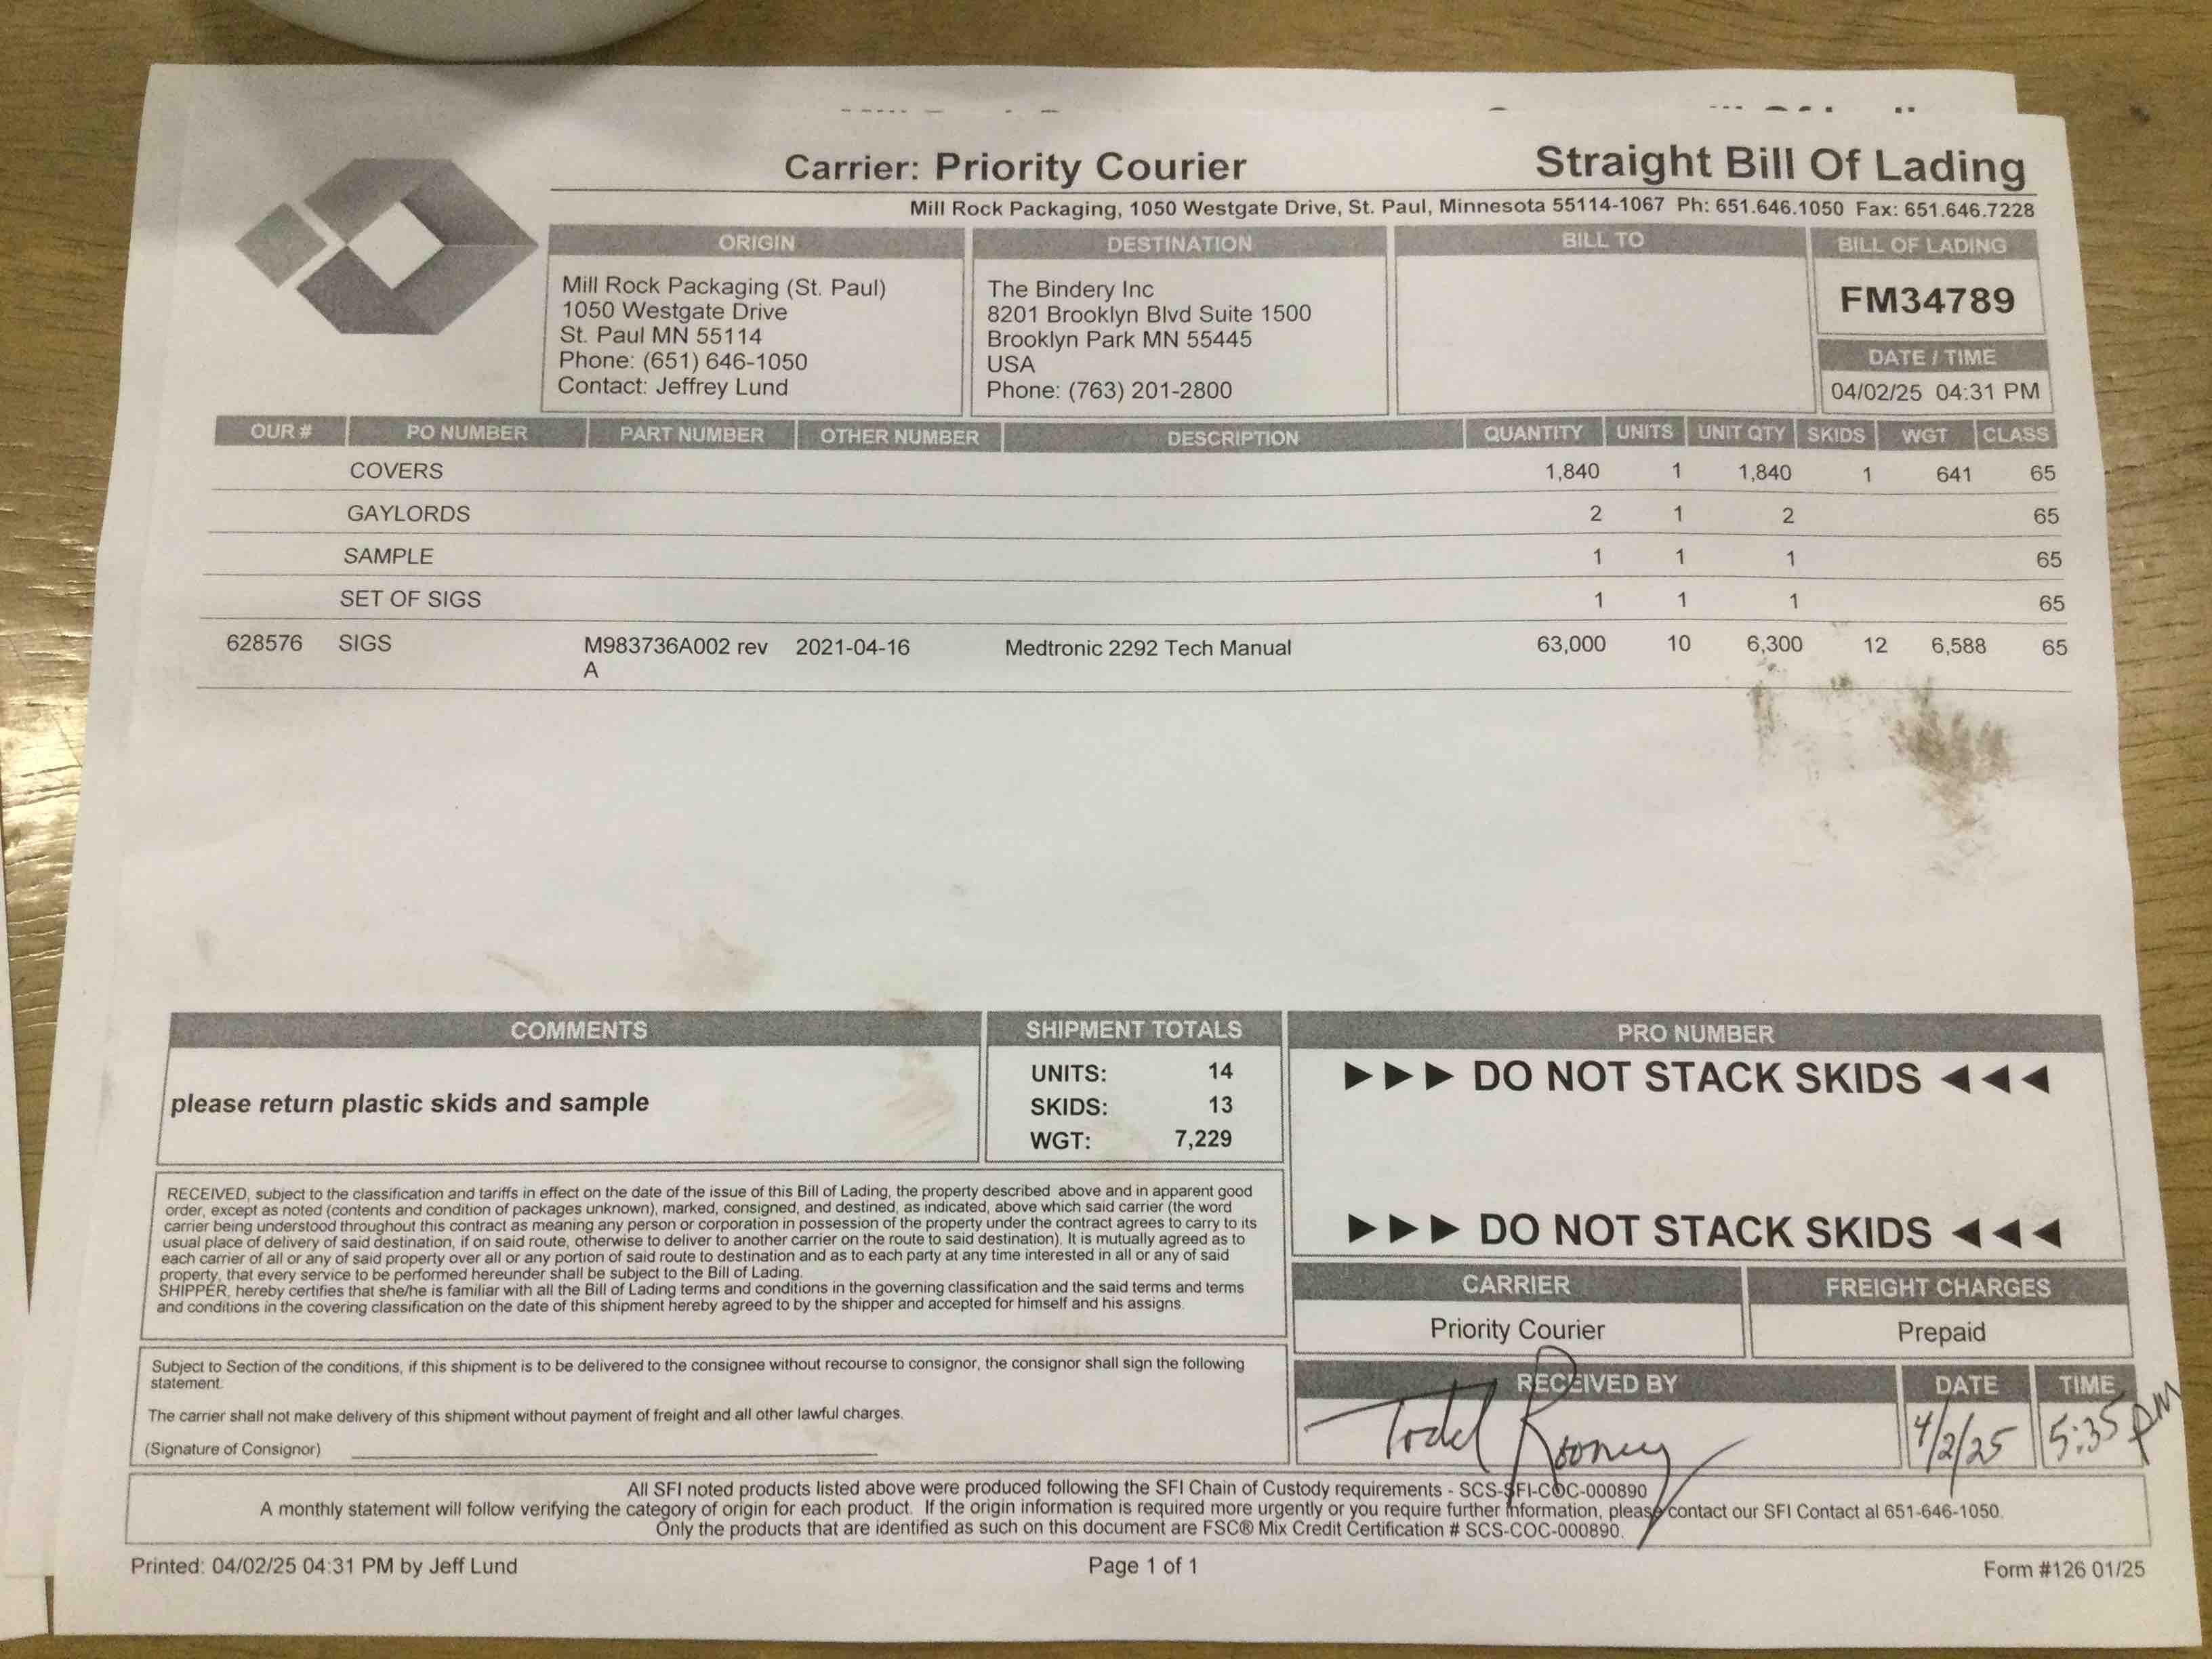 Carrier: Priority Courier
Straight Bill Of Lading
Mill Rock Packaging, 1050 Westgate Drive, St. Paul, Minnesota 55114-1067 Ph: 651.646.1050 Fax: 651.646.7228
ORIGIN
Mill Rock Packaging (St. Paul)
1050 Westgate Drive
St. Paul MN 55114
Phone: (651) 646-1050
Contact: Jeffrey Lund
DESTINATION
The Bindery Inc
8201 Brooklyn Blvd Suite 1500
Brooklyn Park MN 55445
USA
Phone: (763) 201-2800
BILL TO
BILL OF LADING
FM34789
DATE / TIME
04/02/25 04:31 PM
OUR # PO NUMBER PART NUMBER OTHER NUMBER DESCRIPTION QUANTITY UNITS UNIT QTY SKIDS WGT CLASS
COVERS 1,840 1 1,840 1 641 65
GAYLORDS 2 1 2 65
SAMPLE 1 1 1 65
SET OF SIGS 1 1 1 65
628576 SIGS M983736A002 rev 2021-04-16 Medtronic 2292 Tech Manual 63,000 10 6,300 12 6,588 65
A
COMMENTS
please return plastic skids and sample
SHIPMENT TOTALS
UNITS: 14
SKIDS: 13
WGT: 7,229
PRO NUMBER
►►► DO NOT STACK SKIDS ◄◄◄
►►► DO NOT STACK SKIDS ◄◄◄
RECEIVED, subject to the classification and tariffs in effect on the date of the issue of this Bill of Lading, the property described above and in apparent good
order, except as noted (contents and condition of packages unknown), marked, consigned, and destined, as indicated, above which said carrier (the word
carrier being understood throughout this contract as meaning any person or corporation in possession of the property under the contract agrees to carry to its
usual place of delivery of said destination, if on said route, otherwise to deliver to another carrier on the route to said destination). It is mutually agreed as to
each carrier of all or any of said property over all or any portion of said route to destination and as to each party at any time interested in all or any of said
property, that every service to be performed hereunder shall be subject to the Bill of Lading.
SHIPPER, hereby certifies that she/he is familiar with all the Bill of Lading terms and conditions in the governing classification and the said terms and terms
and conditions in the covering classification on the date of this shipment hereby agreed to by the shipper and accepted for himself and his assigns.
CARRIER
Priority Courier
FREIGHT CHARGES
Prepaid
Subject to Section of the conditions, if this shipment is to be delivered to the consignee without recourse to consignor, the consignor shall sign the following
statement.
The carrier shall not make delivery of this shipment without payment of freight and all other lawful charges.
(Signature of Consignor)
RECEIVED BY
Todd Rooney
DATE
4/2/25
TIME
5:35 PM
All SFI noted products listed above were produced following the SFI Chain of Custody requirements - SCS-SFI-COC-000890
A monthly statement will follow verifying the category of origin for each product. If the origin information is required more urgently or you require further information, please contact our SFI Contact al 651-646-1050.
Only the products that are identified as such on this document are FSC® Mix Credit Certification # SCS-COC-000890.
Printed: 04/02/25 04:31 PM by Jeff Lund
Page 1 of 1
Form #126 01/25